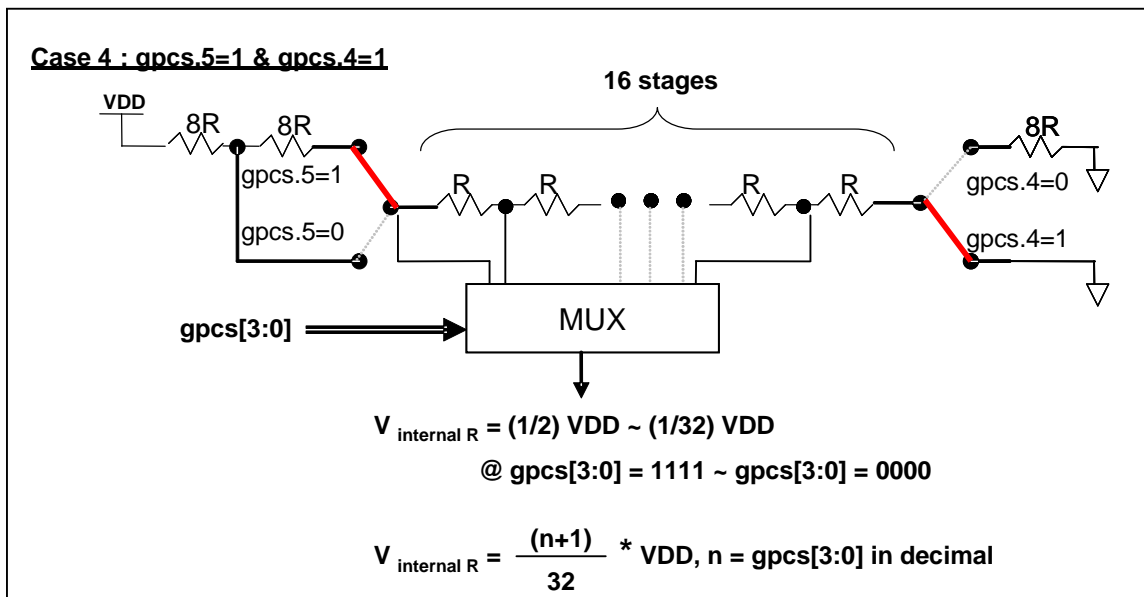 Case 4 : gpcs.5=1 & gpcs.4=1
16 stages
VDD
8R
8R
8R
gpcs.5=1
gpcs.5=0
R
R
R
R
gpcs.4=0
gpcs.4=1
MUX
gpcs[3:0]
V internal R = (1/2) VDD ~ (1/32) VDD
@ gpcs[3:0] = 1111 ~ gpcs[3:0] = 0000
V internal R = (n+1) / 32 * VDD, n = gpcs[3:0] in decimal